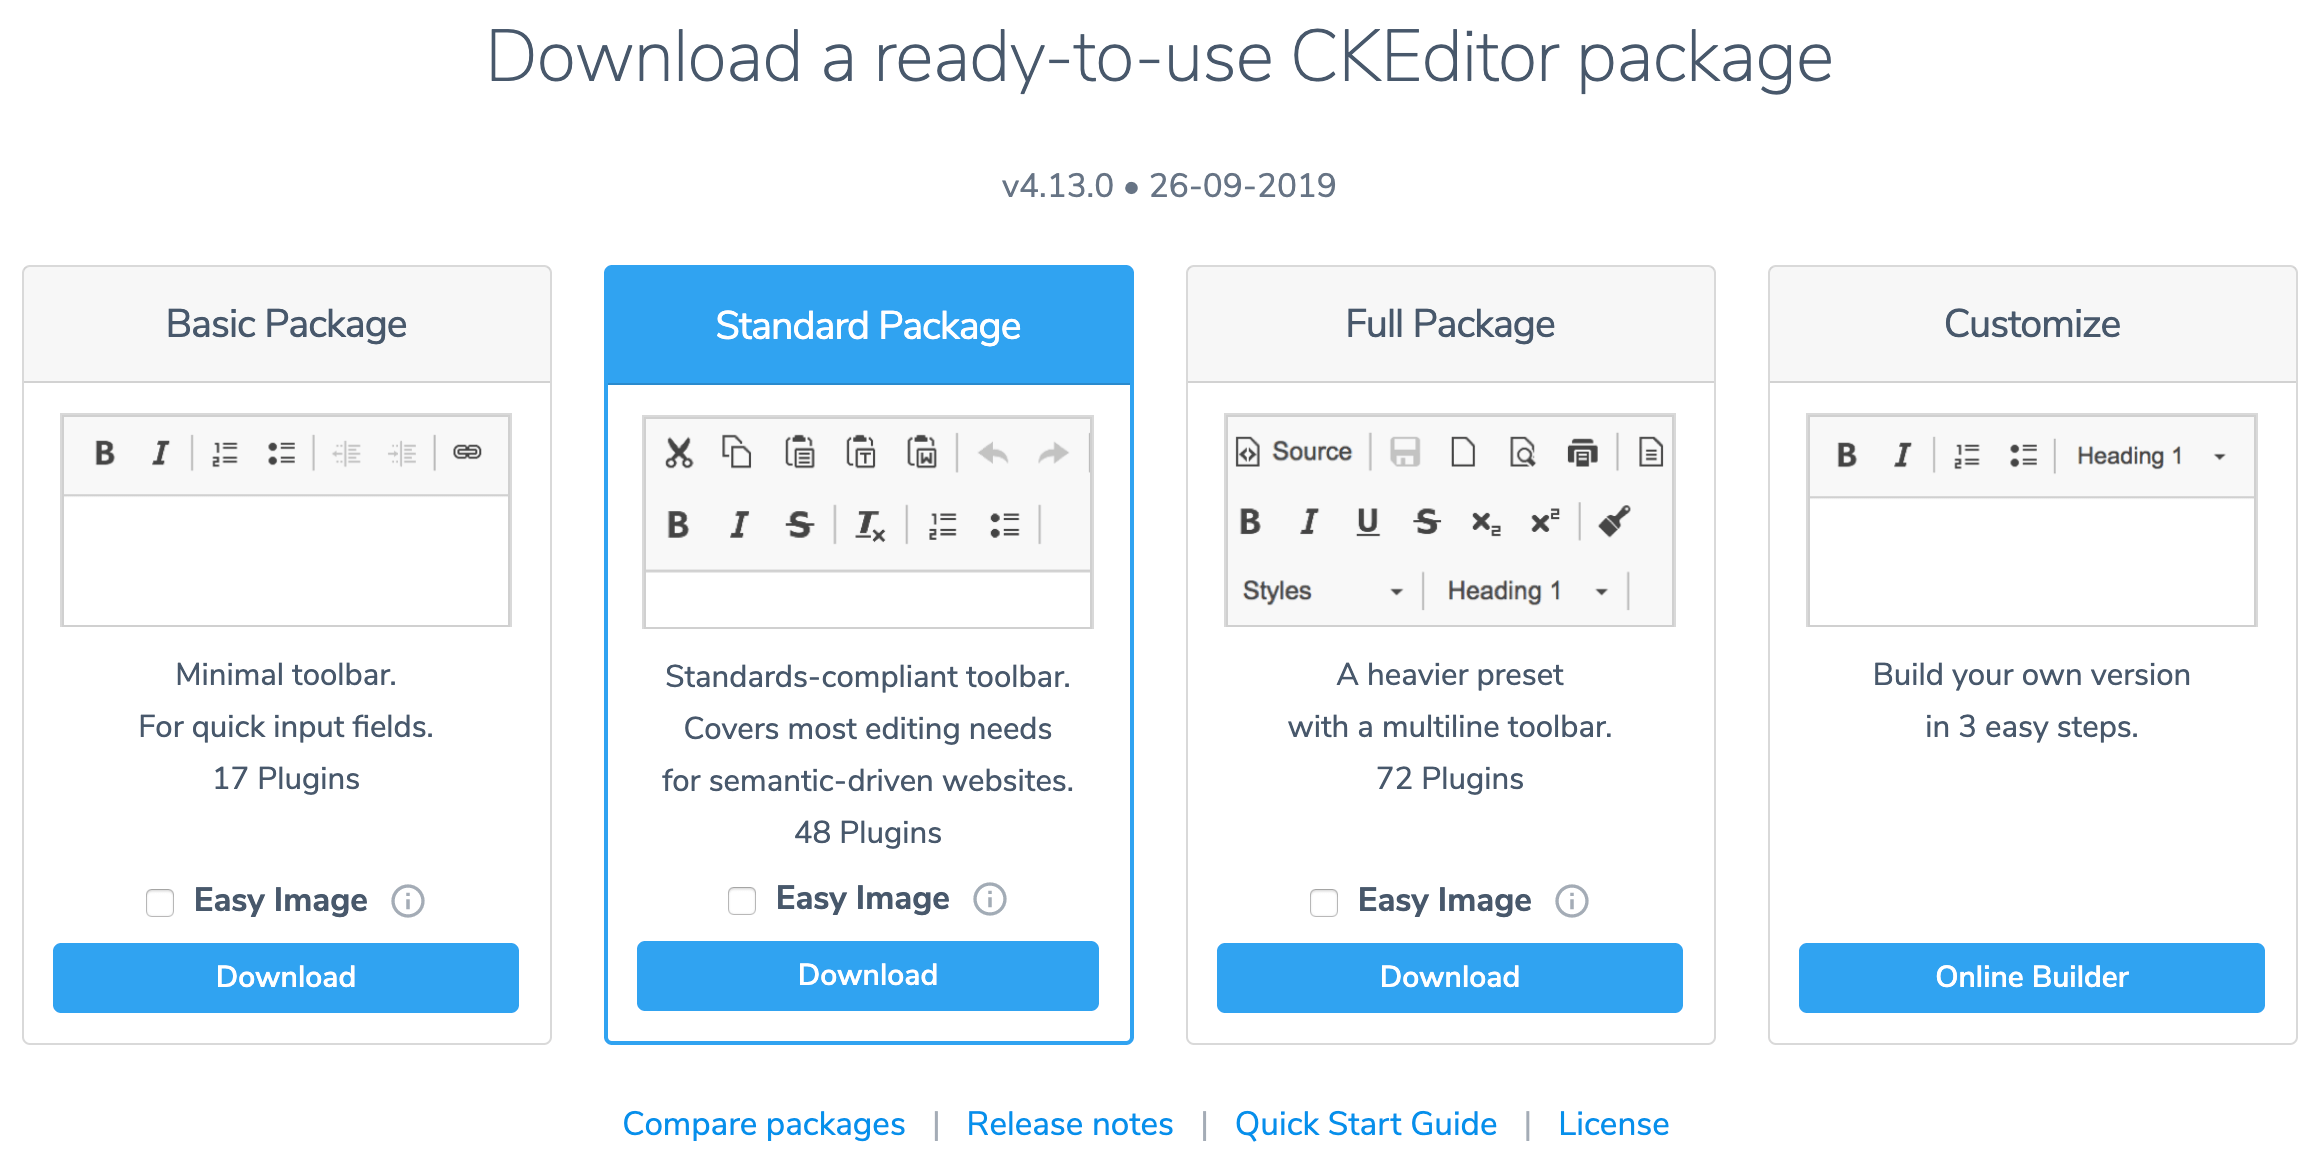 Download a ready-to-use CKEditor package
v4.13.0 • 26-09-2019
Basic Package
Minimal toolbar.
For quick input fields.
17 Plugins
Easy Image
Download
Standard Package
Standards-compliant toolbar.
Covers most editing needs
for semantic-driven websites.
48 Plugins
Easy Image
Download
Full Package
Source
Styles
Heading 1
A heavier preset
with a multiline toolbar.
72 Plugins
Easy Image
Download
Customize
Heading 1
Build your own version
in 3 easy steps.
Online Builder
Compare packages | Release notes | Quick Start Guide | License